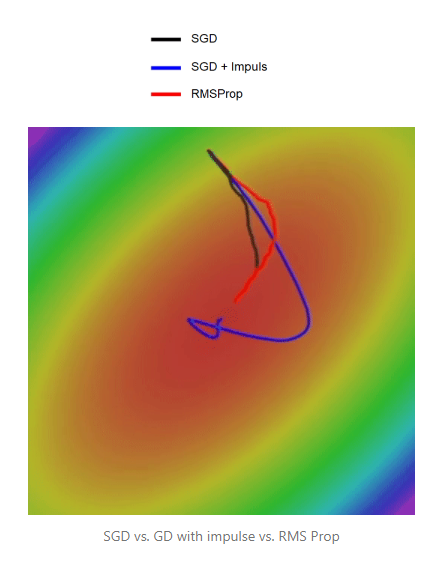 SGD
SGD + Impuls
RMSProp
SGD vs. GD with impulse vs. RMS Prop